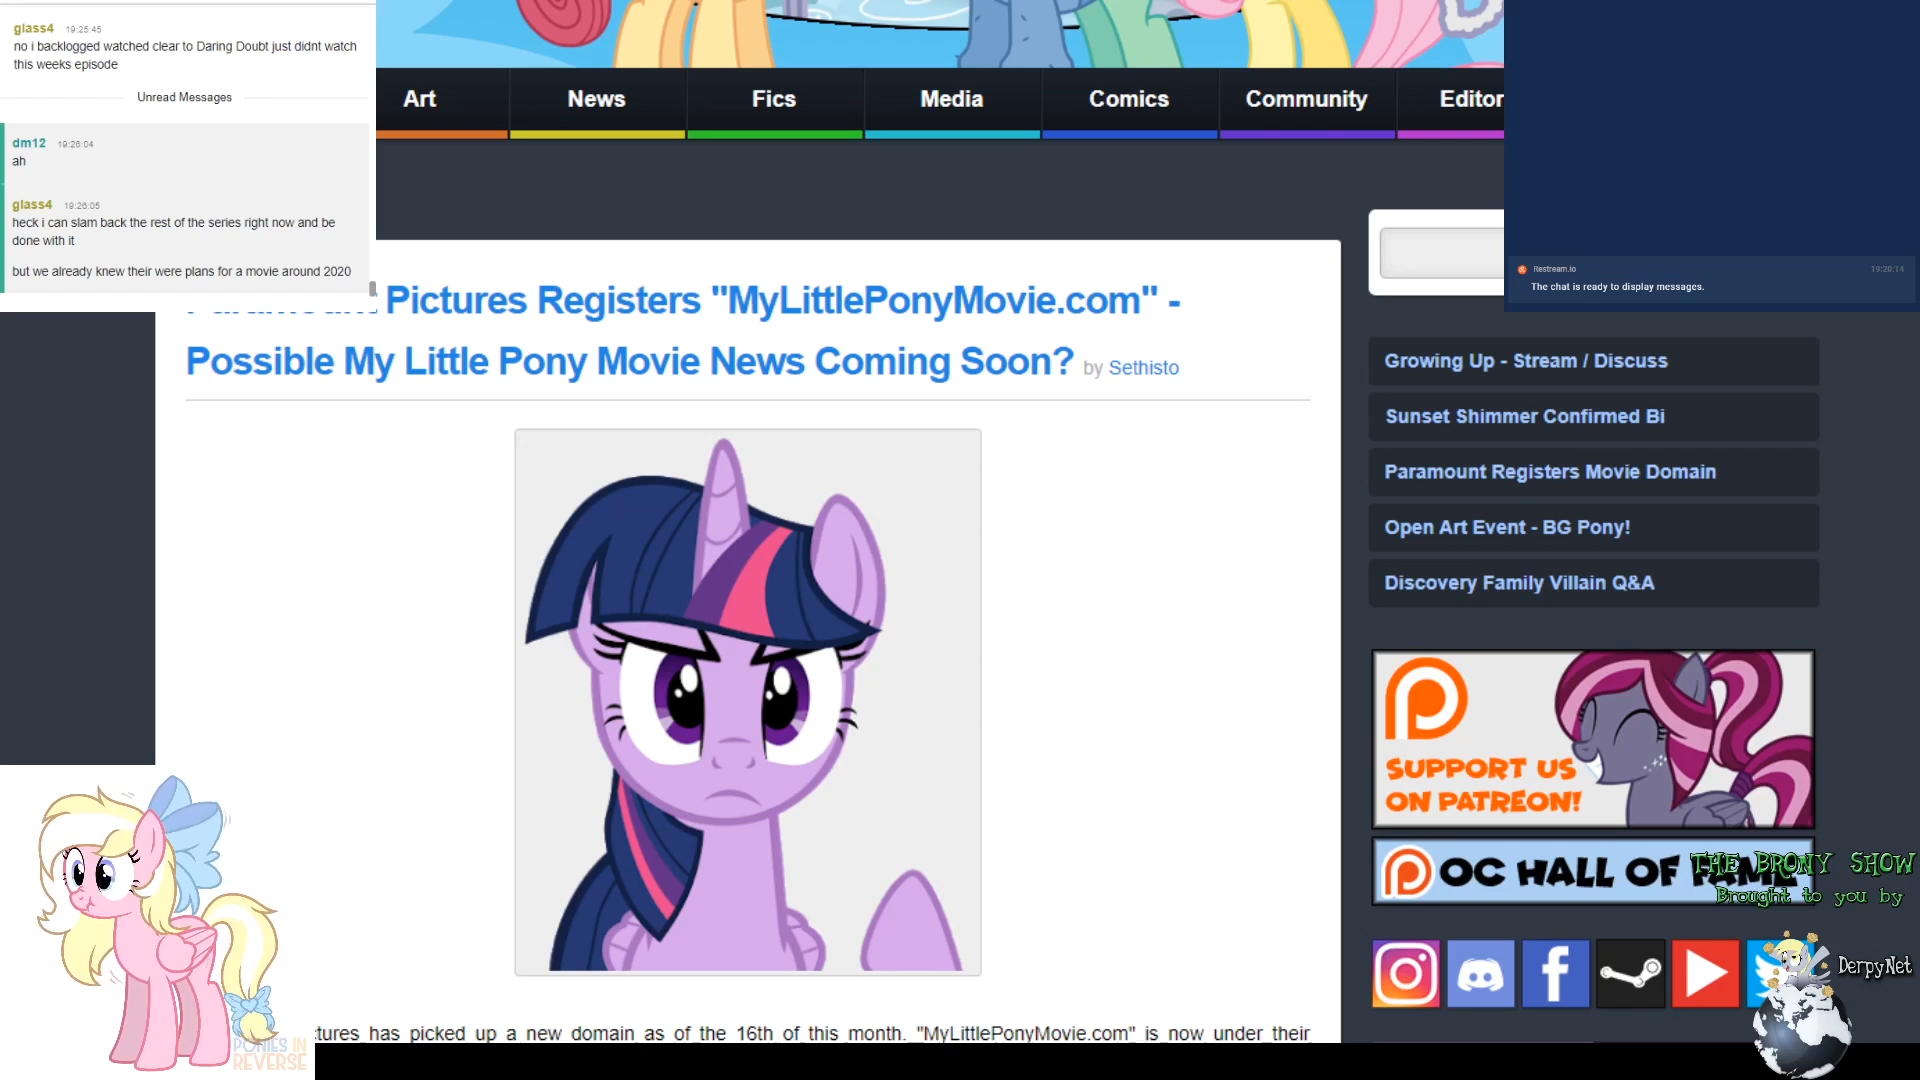 glass4 19:25:45
no i backlogged watched clear to Daring Doubt just didnt watch
this weeks episode
Unread Messages
dm12 19:26:04
ah
glass4 19:26:05
heck i can slam back the rest of the series right now and be
done with it
but we already knew their were plans for a movie around 2020
Art News Fics Media Comics Community Editor
Restream.io 19:20:14
The chat is ready to display messages.
Pictures Registers "MyLittlePonyMovie.com" -
Possible My Little Pony Movie News Coming Soon? by Sethisto
Growing Up - Stream / Discuss
Sunset Shimmer Confirmed Bi
Paramount Registers Movie Domain
Open Art Event - BG Pony!
Discovery Family Villain Q&A
SUPPORT US
ON PATREON!
OC HALL OF FAME
THE BRONY SHOW
Brought to you by
DerpyNet
tures has picked up a new domain as of the 16th of this month. "MyLittlePonyMovie.com" is now under their
PONIES IN
REVERSE